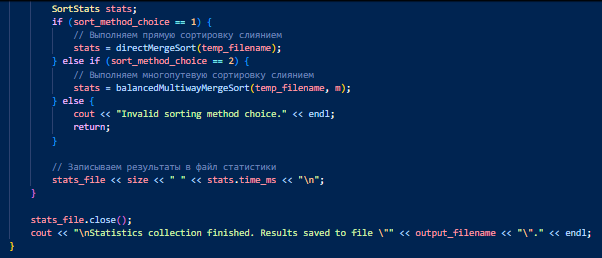 SortStats stats;
if (sort_method_choice == 1) {
// Выполняем прямую сортировку слиянием
stats = directMergeSort(temp_filename);
} else if (sort_method_choice == 2) {
// Выполняем многопутевую сортировку слиянием
stats = balancedMultiwayMergeSort(temp_filename, m);
} else {
cout << "Invalid sorting method choice." << endl;
return;
}
// Записываем результаты в файл статистики
stats_file << size << " " << stats.time_ms << "\n";
}
stats_file.close();
cout << "\nStatistics collection finished. Results saved to file \"" << output_filename << "\"." << endl;
}